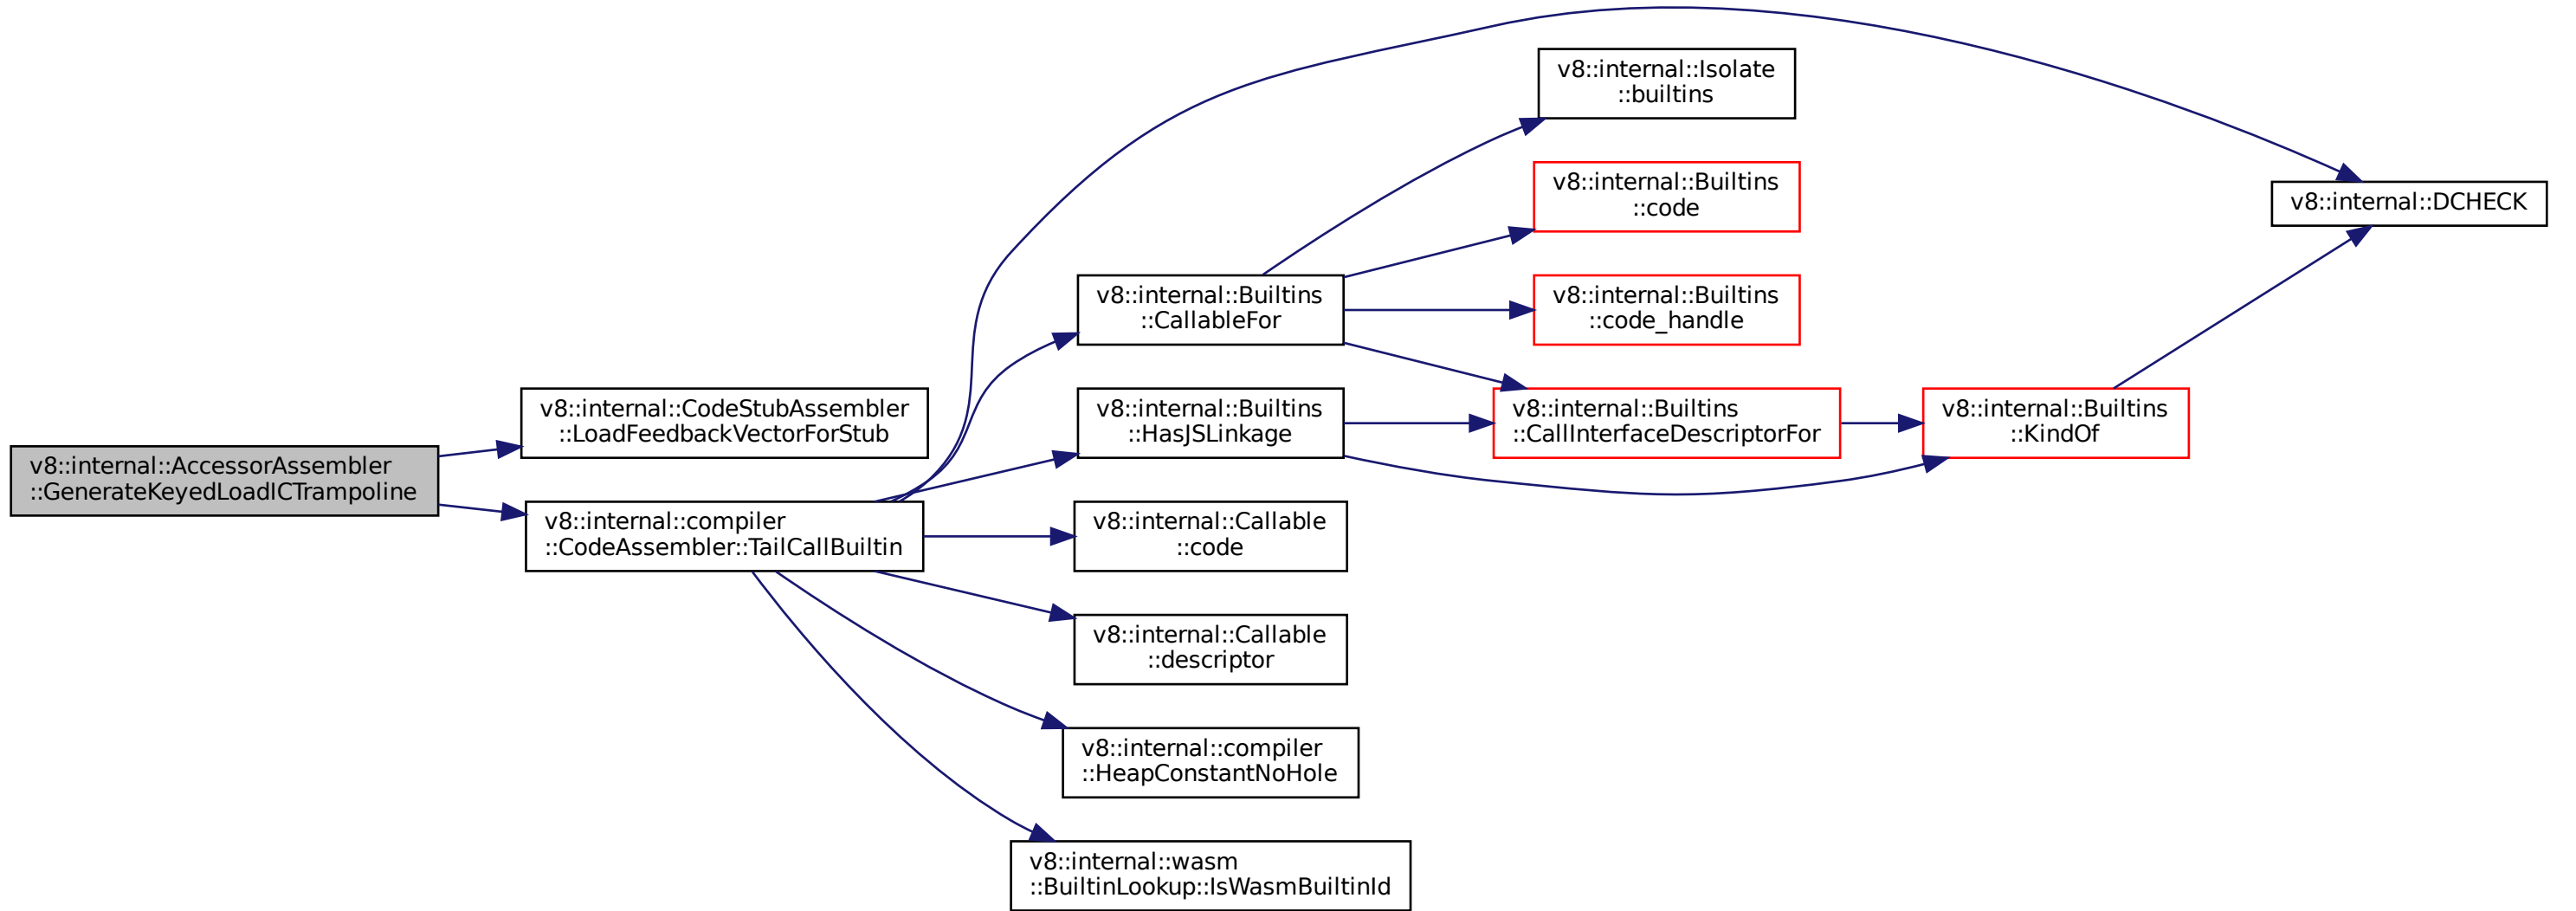 v8::internal::AccessorAssembler
::GenerateKeyedLoadICTrampoline
v8::internal::CodeStubAssembler
::LoadFeedbackVectorForStub
v8::internal::compiler
::CodeAssembler::TailCallBuiltin
v8::internal::Builtins
::CallableFor
v8::internal::Builtins
::HasJSLinkage
v8::internal::Callable
::code
v8::internal::Callable
::descriptor
v8::internal::compiler
::HeapConstantNoHole
v8::internal::wasm
::BuiltinLookup::IsWasmBuiltinId
v8::internal::Isolate
::builtins
v8::internal::Builtins
::code
v8::internal::Builtins
::code_handle
v8::internal::Builtins
::CallInterfaceDescriptorFor
v8::internal::Builtins
::KindOf
v8::internal::DCHECK